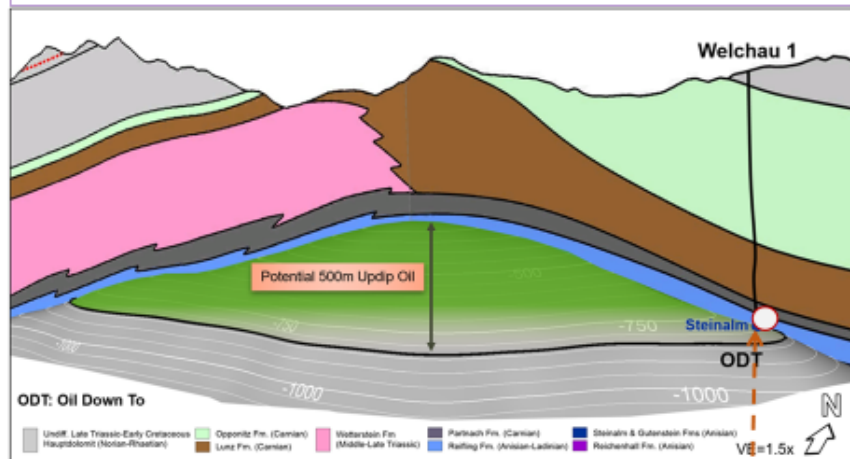 Welchau 1
Potential 500m Updip Oil
-750
-750
Steinalm
ODT
-1000
-1000
-1000
ODT: Oil Down To
N
Undiff. Late Triassic-Early Cretaceous
Hauptdolomit (Norian-Rhaetian)
Opponitz Fm. (Carnian)
Lunz Fm. (Carnian)
Wetterstein Fm
(Middle-Late Triassic)
Partnach Fm. (Carnian)
Reifling Fm. (Anisian-Ladinian)
Steinalm & Gutenstein Fms (Anisian)
Reichenhall Fm. (Anisian)
VE=1.5x